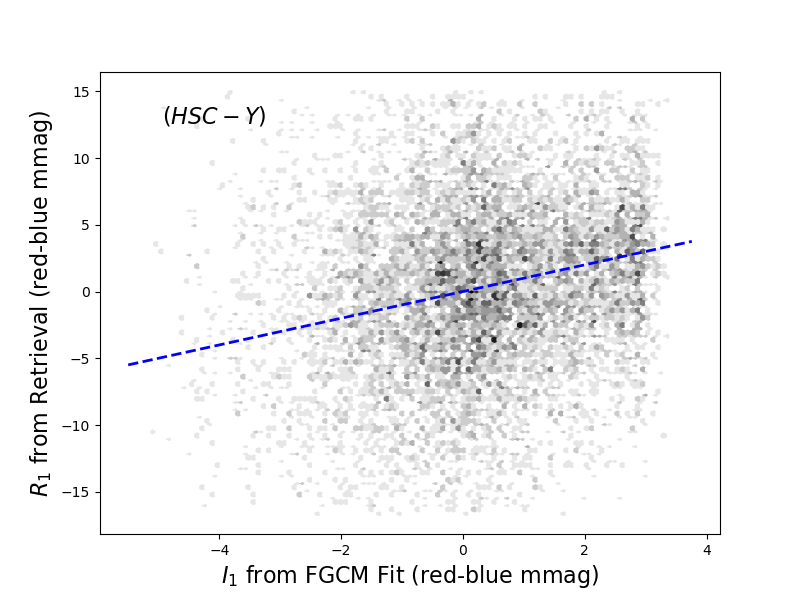 (HSC − Y)
R₁ from Retrieval (red-blue mmag)
15
10
5
0
−5
−10
−15
−4 −2 0 2 4
I₁ from FGCM Fit (red-blue mmag)